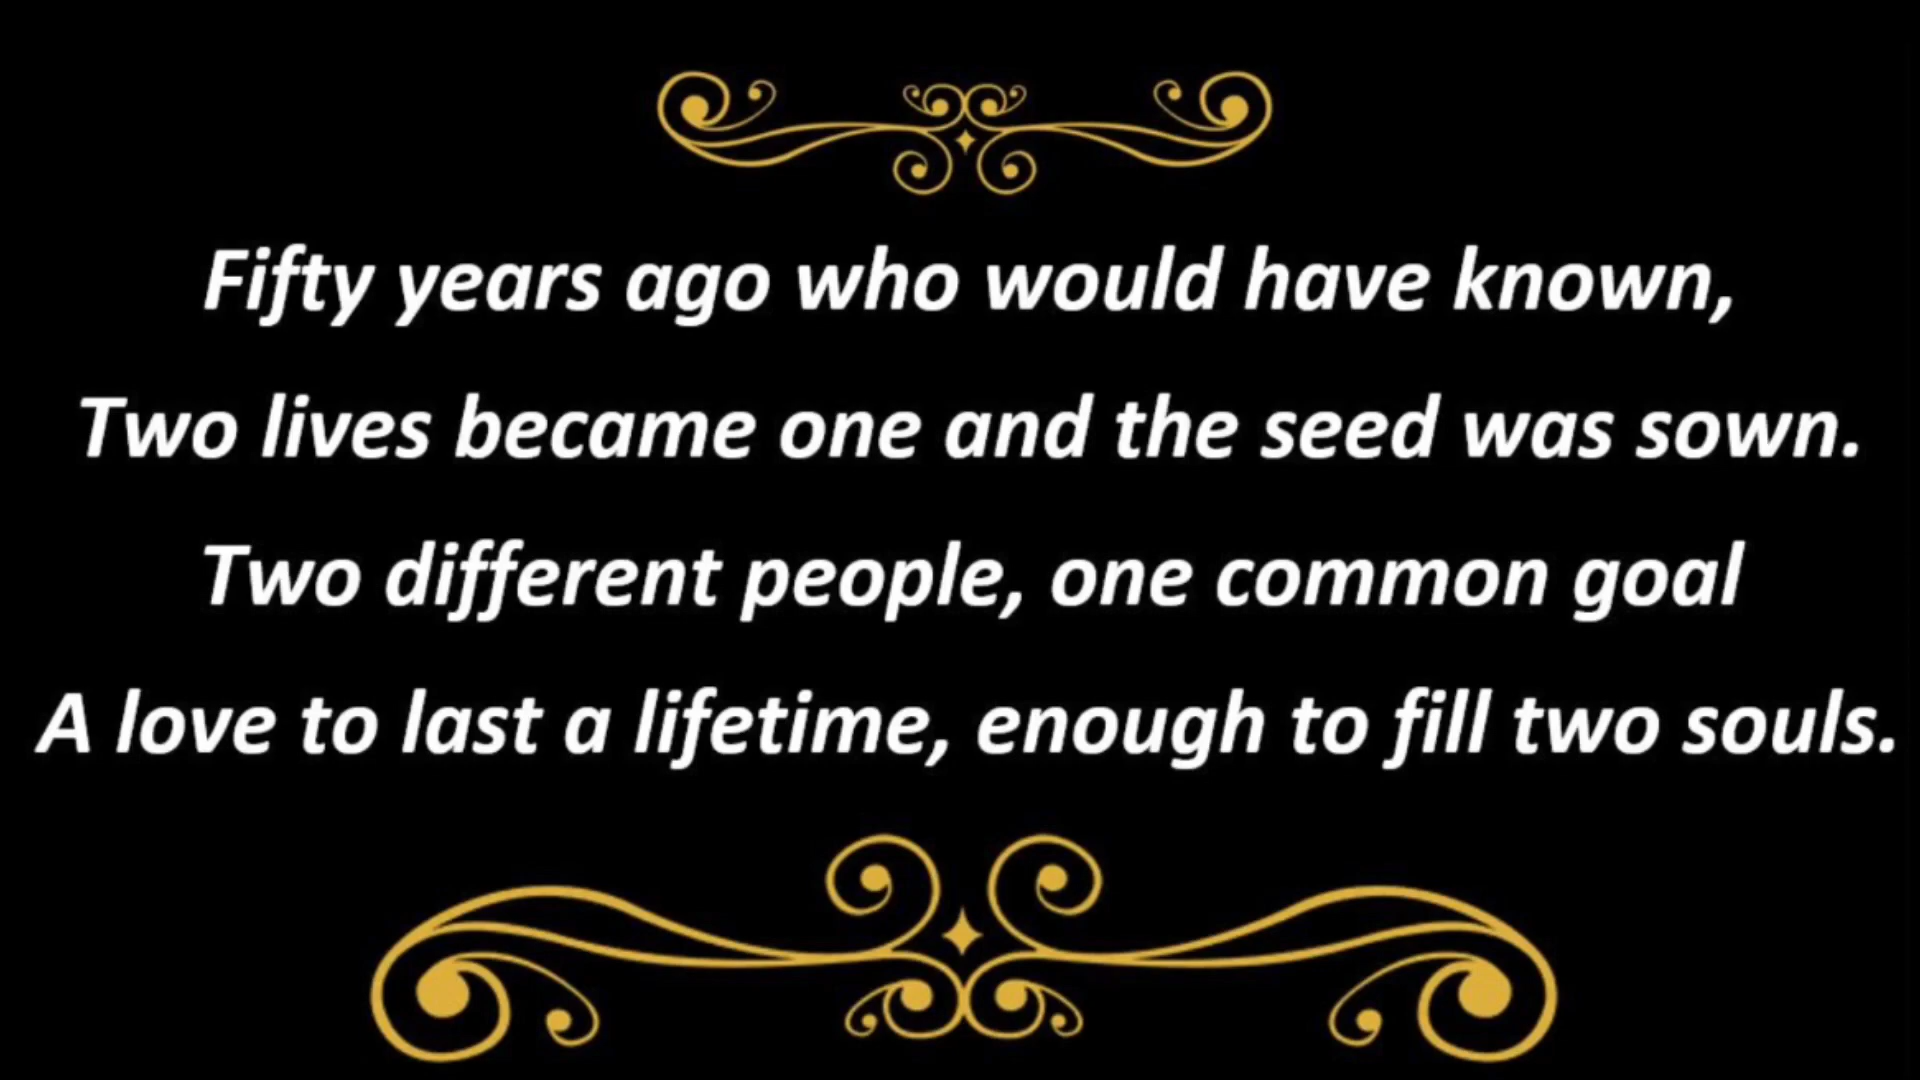 Fifty years ago who would have known,
Two lives became one and the seed was sown.
Two different people, one common goal
A love to last a lifetime, enough to fill two souls.